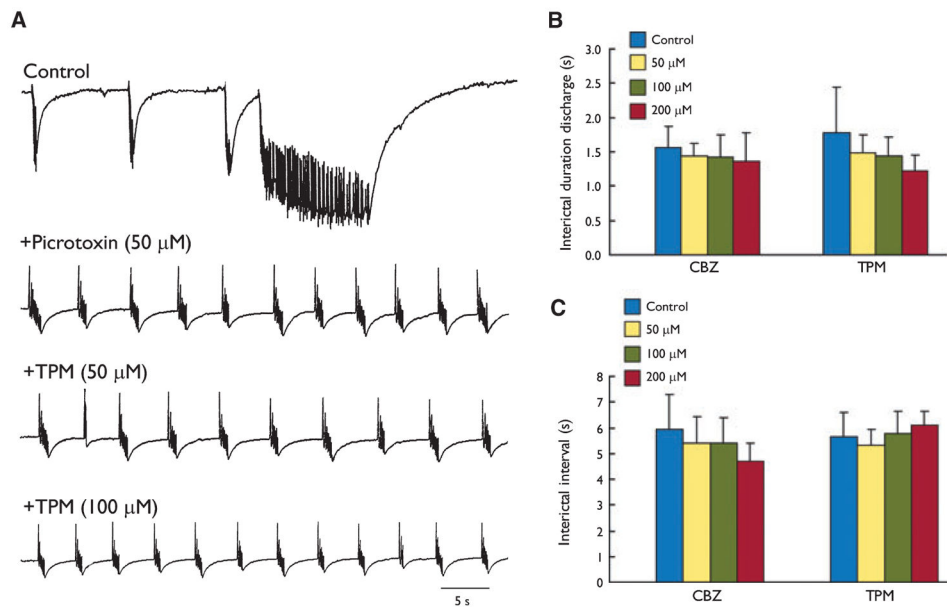 A
Control
+Picrotoxin (50 μM)
+TPM (50 μM)
+TPM (100 μM)
5 s
B
Control
50 μM
100 μM
200 μM
Interictal duration discharge (s)
3.0
2.5
2.0
1.5
1.0
0.5
0.0
CBZ
TPM
C
Control
50 μM
100 μM
200 μM
Interictal interval (s)
8
7
6
5
4
3
2
1
0
CBZ
TPM